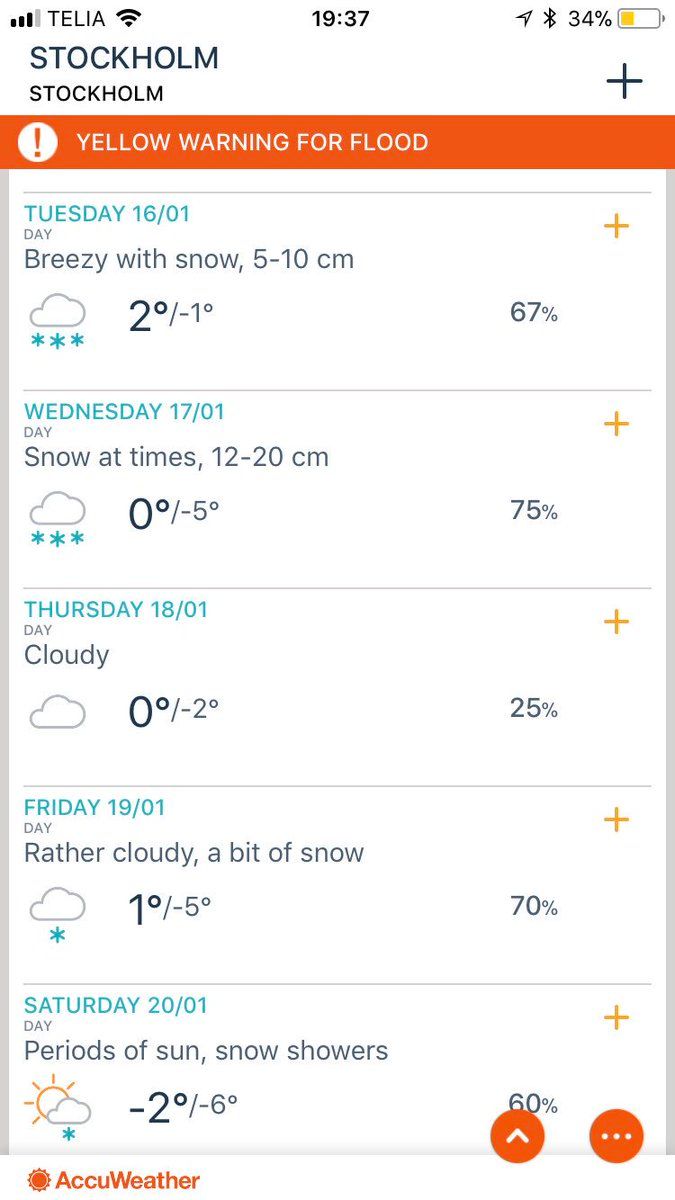 TELIA 19:37 34%
STOCKHOLM
STOCKHOLM
YELLOW WARNING FOR FLOOD
TUESDAY 16/01
DAY
Breezy with snow, 5-10 cm
2°/-1° 67%
WEDNESDAY 17/01
DAY
Snow at times, 12-20 cm
0°/-5° 75%
THURSDAY 18/01
DAY
Cloudy
0°/-2° 25%
FRIDAY 19/01
DAY
Rather cloudy, a bit of snow
1°/-5° 70%
SATURDAY 20/01
DAY
Periods of sun, snow showers
-2°/-6° 60%
AccuWeather